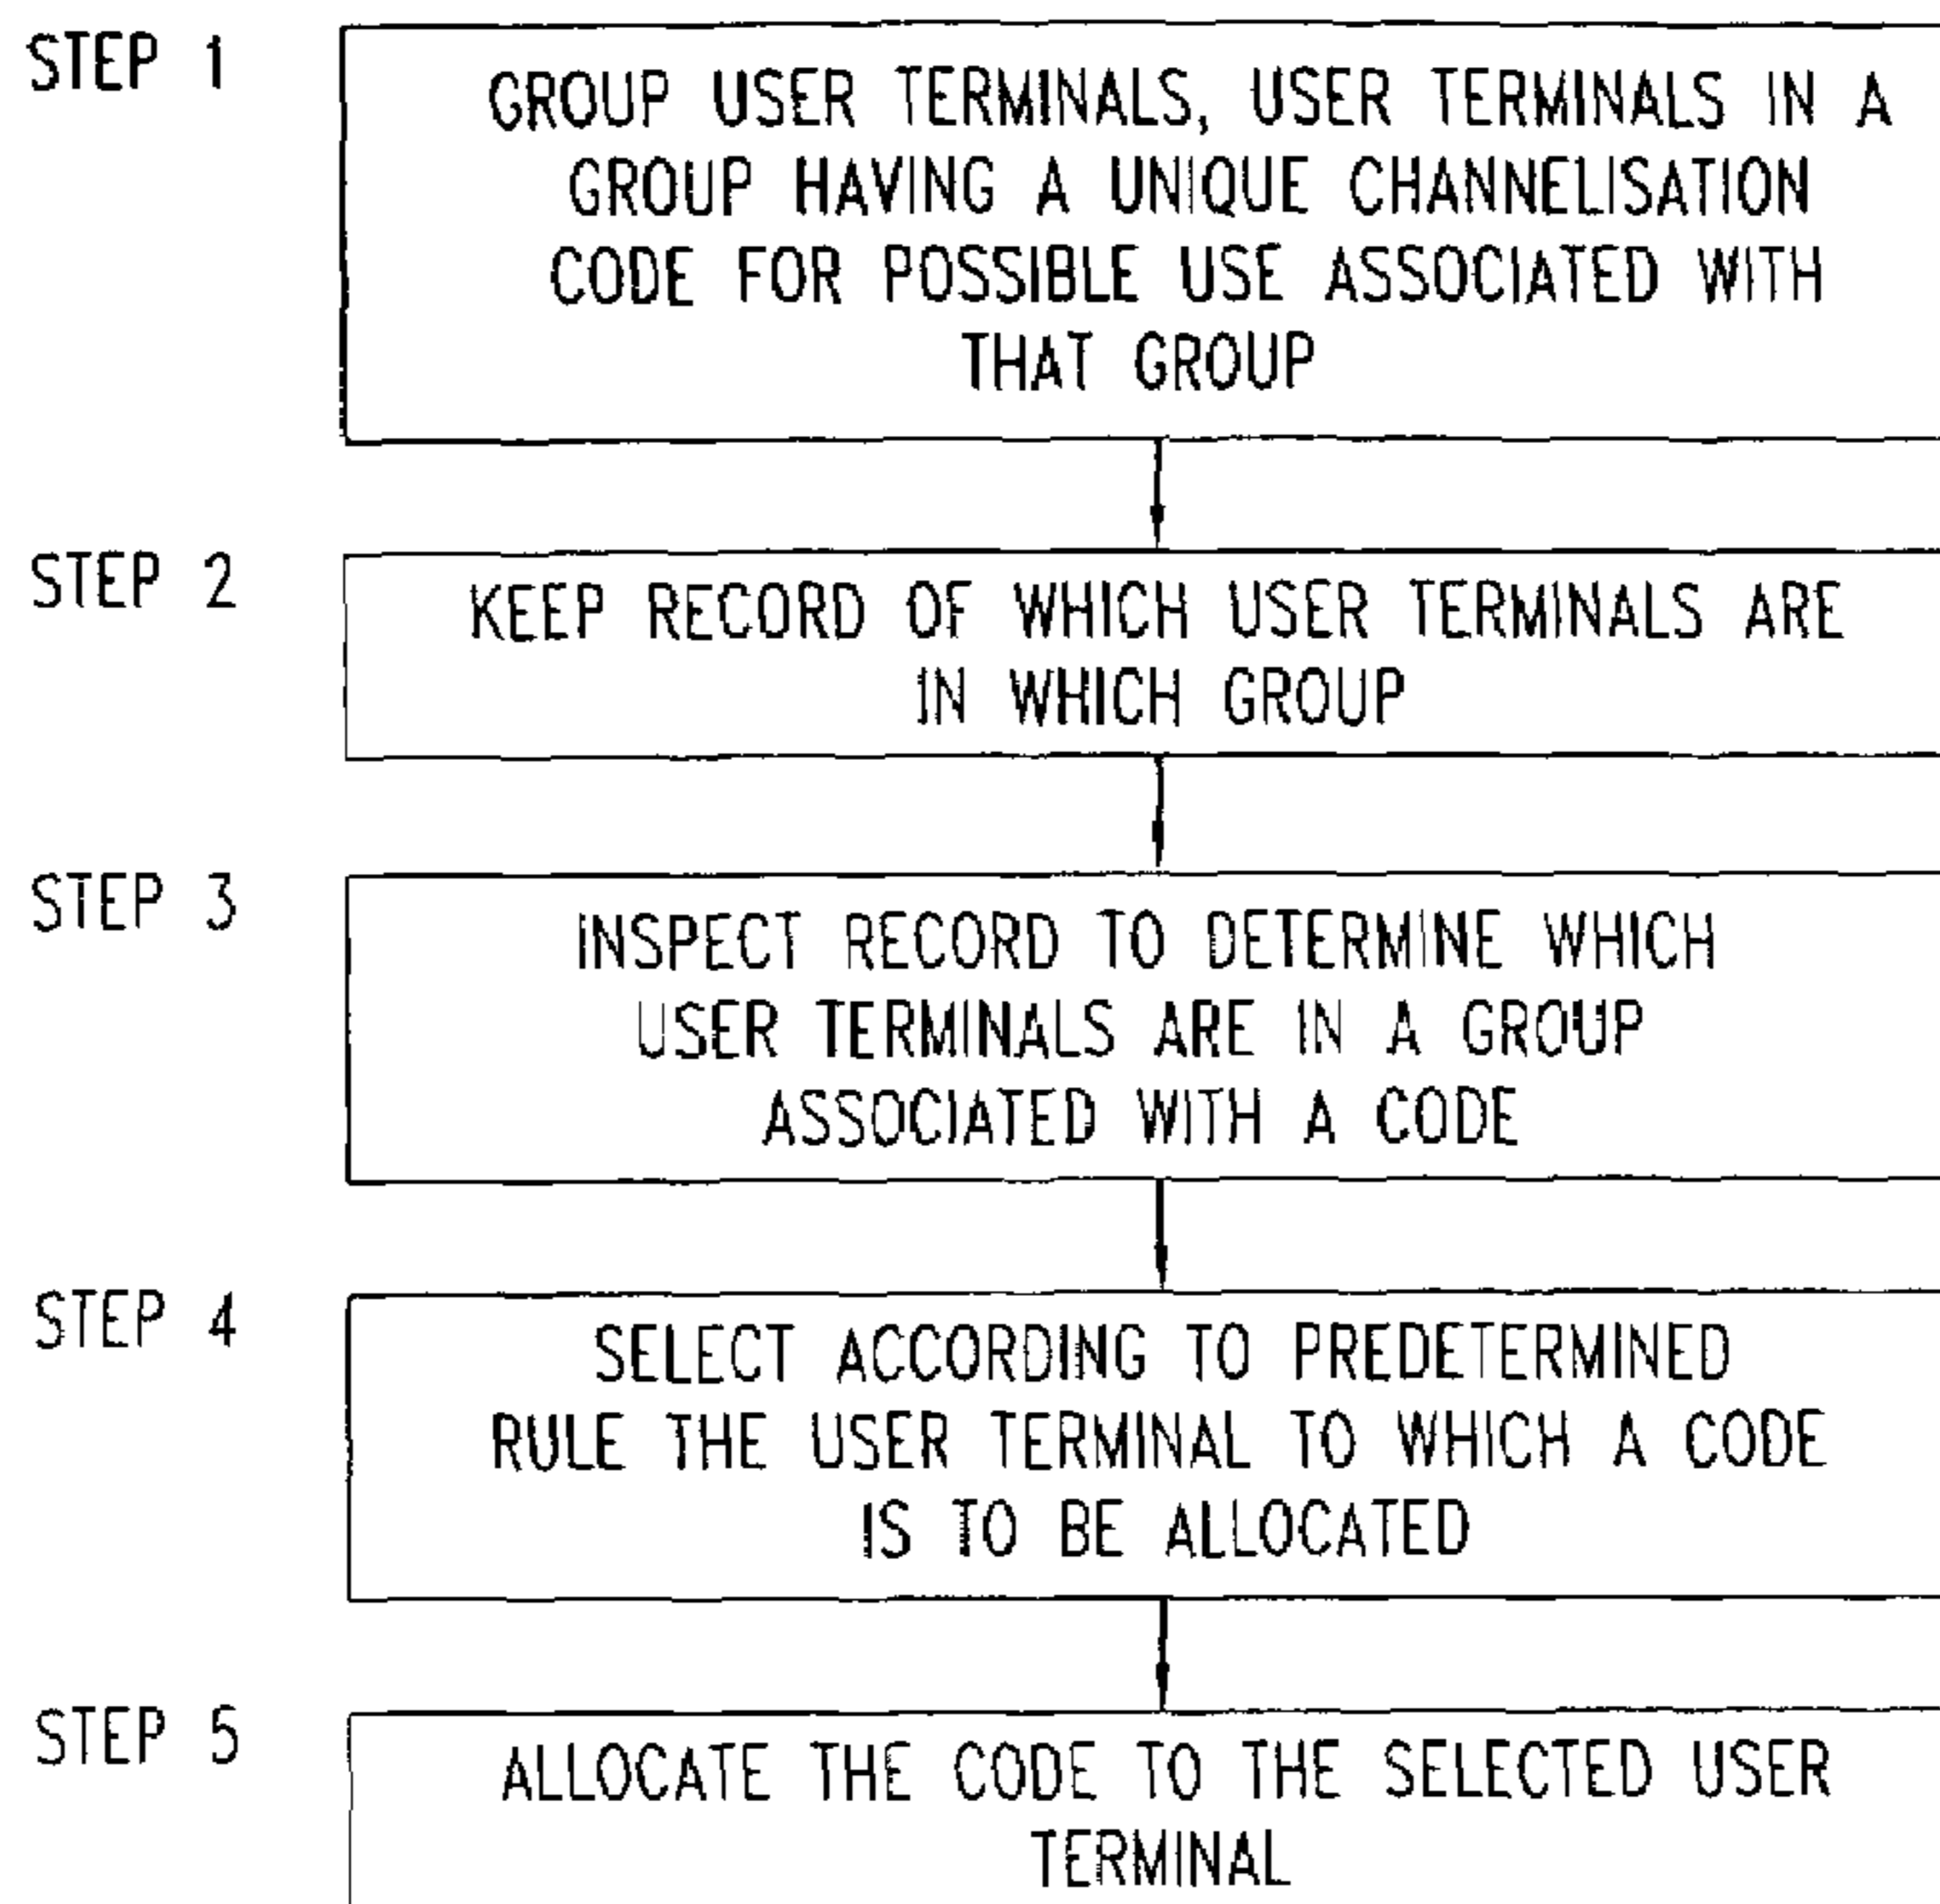 STEP 1
GROUP USER TERMINALS, USER TERMINALS IN A
GROUP HAVING A UNIQUE CHANNELISATION
CODE FOR POSSIBLE USE ASSOCIATED WITH
THAT GROUP
STEP 2
KEEP RECORD OF WHICH USER TERMINALS ARE
IN WHICH GROUP
STEP 3
INSPECT RECORD TO DETERMINE WHICH
USER TERMINALS ARE IN A GROUP
ASSOCIATED WITH A CODE
STEP 4
SELECT ACCORDING TO PREDETERMINED
RULE THE USER TERMINAL TO WHICH A CODE
IS TO BE ALLOCATED
STEP 5
ALLOCATE THE CODE TO THE SELECTED USER
TERMINAL